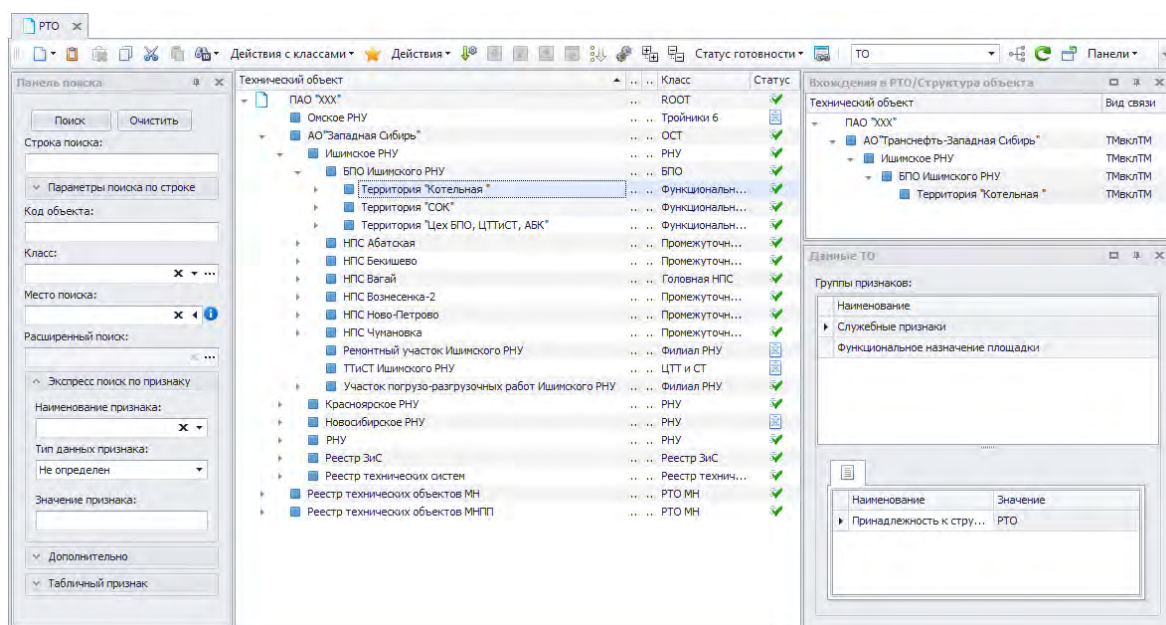 РТО
Действия с классами
Действия
Статус готовности
ТО
Панели
Панель поиска
Поиск
Очистить
Строка поиска:
Параметры поиска по строке
Код объекта:
Класс:
Место поиска:
Расширенный поиск:
Экспресс поиск по признаку
Наименование признака:
Тип данных признака:
Не определен
Значение признака:
Дополнительно
Табличный признак
Технический объект .. .. Класс Статус
ПАО "XXX" .. ROOT
Омское РНУ .. .. Тройники 6
АО"Западная Сибирь" .. .. ОСТ
Ишинское РНУ .. .. РНУ
БПО Ишинского РНУ .. .. БПО
Территория "Котельная " .. .. Функциональн...
Территория "СОК" .. .. Функциональн...
Территория "Цех БПО, ЦТТиСТ, АБК" .. .. Функциональн...
НПС Абатская .. .. Промежуточн...
НПС Бекишево .. .. Промежуточн...
НПС Вагай .. .. Головная НПС
НПС Вознесенка-2 .. .. Промежуточн...
НПС Ново-Петрово .. .. Промежуточн...
НПС Чумановка .. .. Промежуточн...
Ремонтный участок Ишинского РНУ .. .. Филиал РНУ
ТТиСТ Ишинского РНУ .. .. ЦТТ и СТ
Участок погрузо-разгрузочных работ Ишинского РНУ .. .. Филиал РНУ
Красноярское РНУ .. .. РНУ
Новосибирское РНУ .. .. РНУ
РНУ .. .. РНУ
Реестр ЗиС .. .. Реестр ЗиС
Реестр технических систем .. .. Реестр технич...
Реестр технических объектов МН .. .. РТО МН
Реестр технических объектов МНПП .. .. РТО МН
Вхождения в РТО/Структура объекта
Технический объект Вид связи
ПАО "XXX"
АО"Транснефть-Западная Сибирь" ТМвклТМ
Ишинское РНУ ТМвклТМ
БПО Ишинского РНУ ТМвклТМ
Территория "Котельная " ТМвклТМ
Данные ТО
Группы признаков:
Наименование
Служебные признаки
Функциональное назначение площадки
Наименование Значение
Принадлежность к стру... РТО